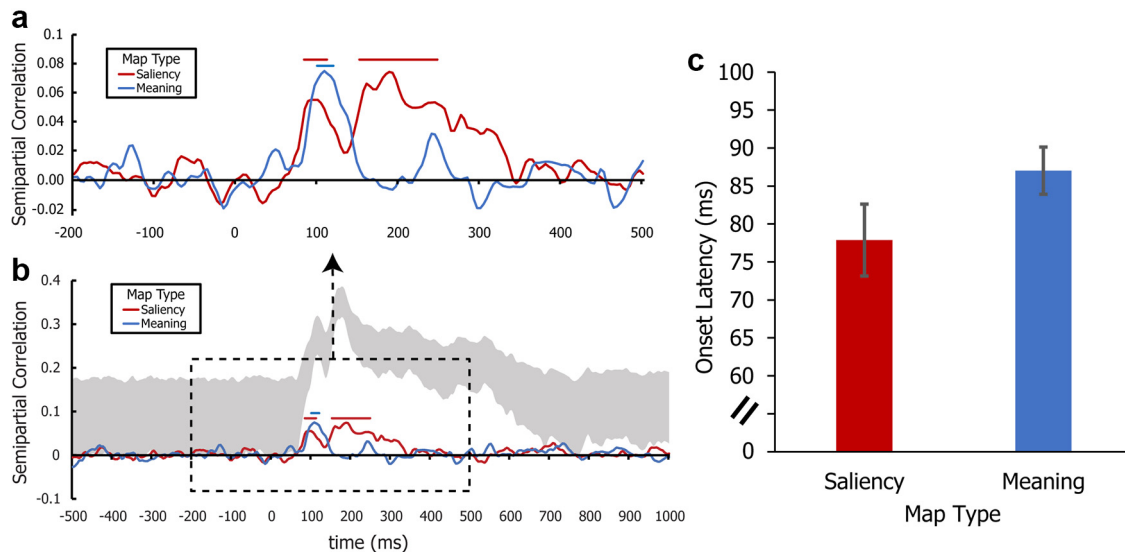 a
Semipartial Correlation
0.1
0.08
0.06
0.04
0.02
0.00
-0.02
Map Type
Saliency
Meaning
-200 -100 0 100 200 300 400 500
b
Semipartial Correlation
0.4
0.3
0.2
0.1
0
-0.1
Map Type
Saliency
Meaning
-500 -400 -300 -200 -100 0 100 200 300 400 500 600 700 800 900 1000
time (ms)
c
Onset Latency (ms)
100
95
90
85
80
75
70
65
60
0
Saliency Meaning
Map Type